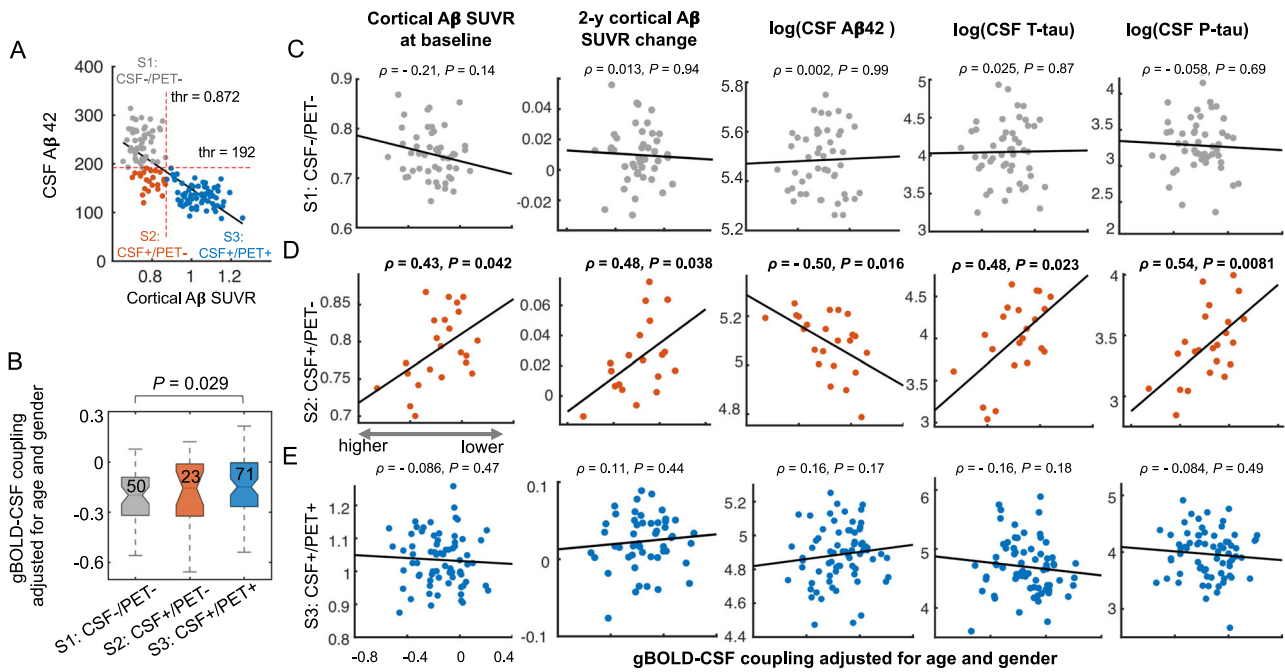 A
S1:
CSF-/PET-
thr = 0.872
thr = 192
400
300
200
100
0
CSF Aβ 42
S2:
CSF+/PET-
S3:
CSF+/PET+
0.8
1
1.2
Cortical Aβ SUVR
B
P = 0.029
gBOLD-CSF coupling
adjusted for age and gender
0.3
0
-0.3
-0.6
50
23
71
S1: CSF-/PET-
S2: CSF+/PET-
S3: CSF+/PET+
Cortical Aβ SUVR
at baseline
2-y cortical Aβ
SUVR change
log(CSF Aβ42 )
log(CSF T-tau)
log(CSF P-tau)
C
S1: CSF-/PET-
ρ = - 0.21, P = 0.14
0.9
0.8
0.7
0.6
ρ = 0.013, P = 0.94
0.04
0.02
0
-0.02
ρ = 0.002, P = 0.99
5.8
5.6
5.4
5.2
ρ = 0.025, P = 0.87
5
4.5
4
3.5
3
ρ = - 0.058, P = 0.69
4
3.5
3
2.5
2
D
S2: CSF+/PET-
ρ = 0.43, P = 0.042
0.85
0.8
0.75
0.7
higher
lower
ρ = 0.48, P = 0.038
0.06
0.04
0.02
0
ρ = - 0.50, P = 0.016
5.2
5
4.8
ρ = 0.48, P = 0.023
4.5
4
3.5
3
ρ = 0.54, P = 0.0081
4
3.5
3
E
S3: CSF+/PET+
ρ = - 0.086, P = 0.47
1.3
1.2
1.1
1
0.9
0.8
-0.8
-0.4
0
0.4
ρ = 0.11, P = 0.44
0.1
0
-0.1
ρ = 0.16, P = 0.17
5.2
5
4.8
4.6
4.4
ρ = - 0.16, P = 0.18
6
5
4
ρ = - 0.084, P = 0.49
5
4.5
4
3.5
3
2.5
gBOLD-CSF coupling adjusted for age and gender